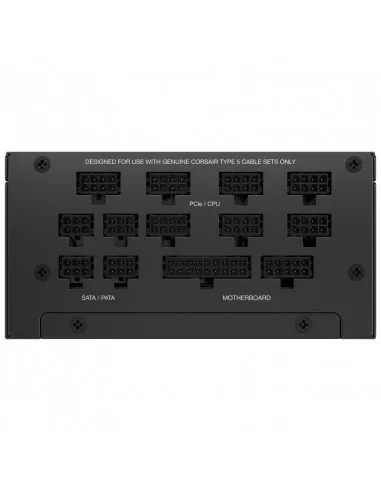 DESIGNED FOR USE WITH GENUINE CORSAIR TYPE 5 CABLE SETS ONLY
PCIe / CPU
SATA / PATA
MOTHERBOARD